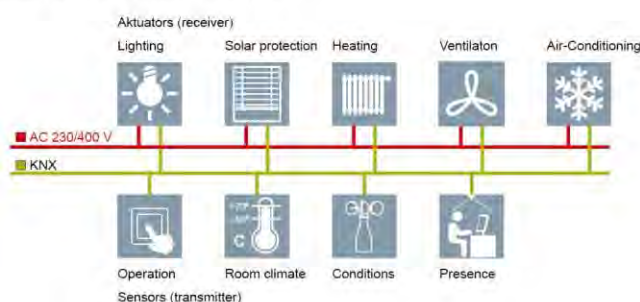 Aktuators (receiver)
Lighting Solar protection Heating Ventilaton Air-Conditioning
AC 230/400 V
KNX
C
Operation Room climate Conditions Presence
Sensors (transmitter)